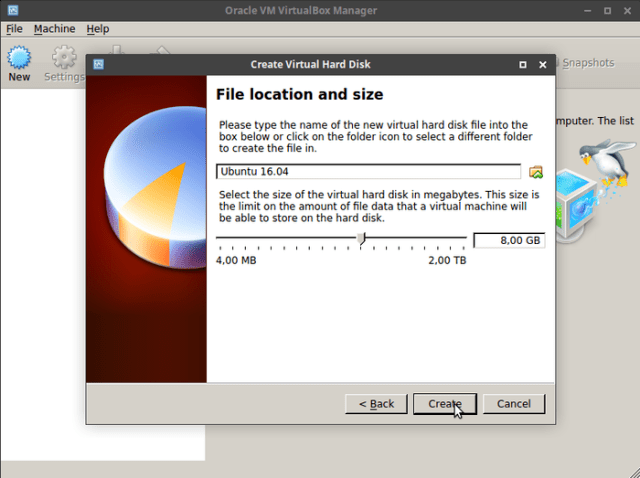 Oracle VM VirtualBox Manager
File Machine Help
New
Settings
Snapshots
Create Virtual Hard Disk
File location and size
Please type the name of the new virtual hard disk file into the
box below or click on the folder icon to select a different folder
to create the file in.
Ubuntu 16.04
Select the size of the virtual hard disk in megabytes. This size is
the limit on the amount of file data that a virtual machine will
be able to store on the hard disk.
8,00 GB
4,00 MB 2,00 TB
mputer. The list
< Back Create Cancel